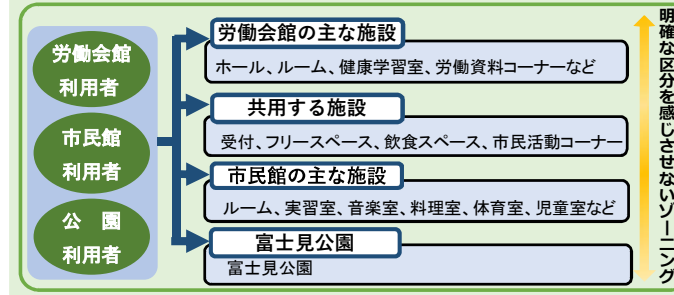 労働会館
利用者
市民館
利用者
公　園
利用者
労働会館の主な施設
ホール、ルーム、健康学習室、労働資料コーナーなど
共用する施設
受付、フリースペース、飲食スペース、市民活動コーナー
市民館の主な施設
ルーム、実習室、音楽室、料理室、体育室、児童室など
富士見公園
富士見公園
明確な区分を感じさせないゾーニング